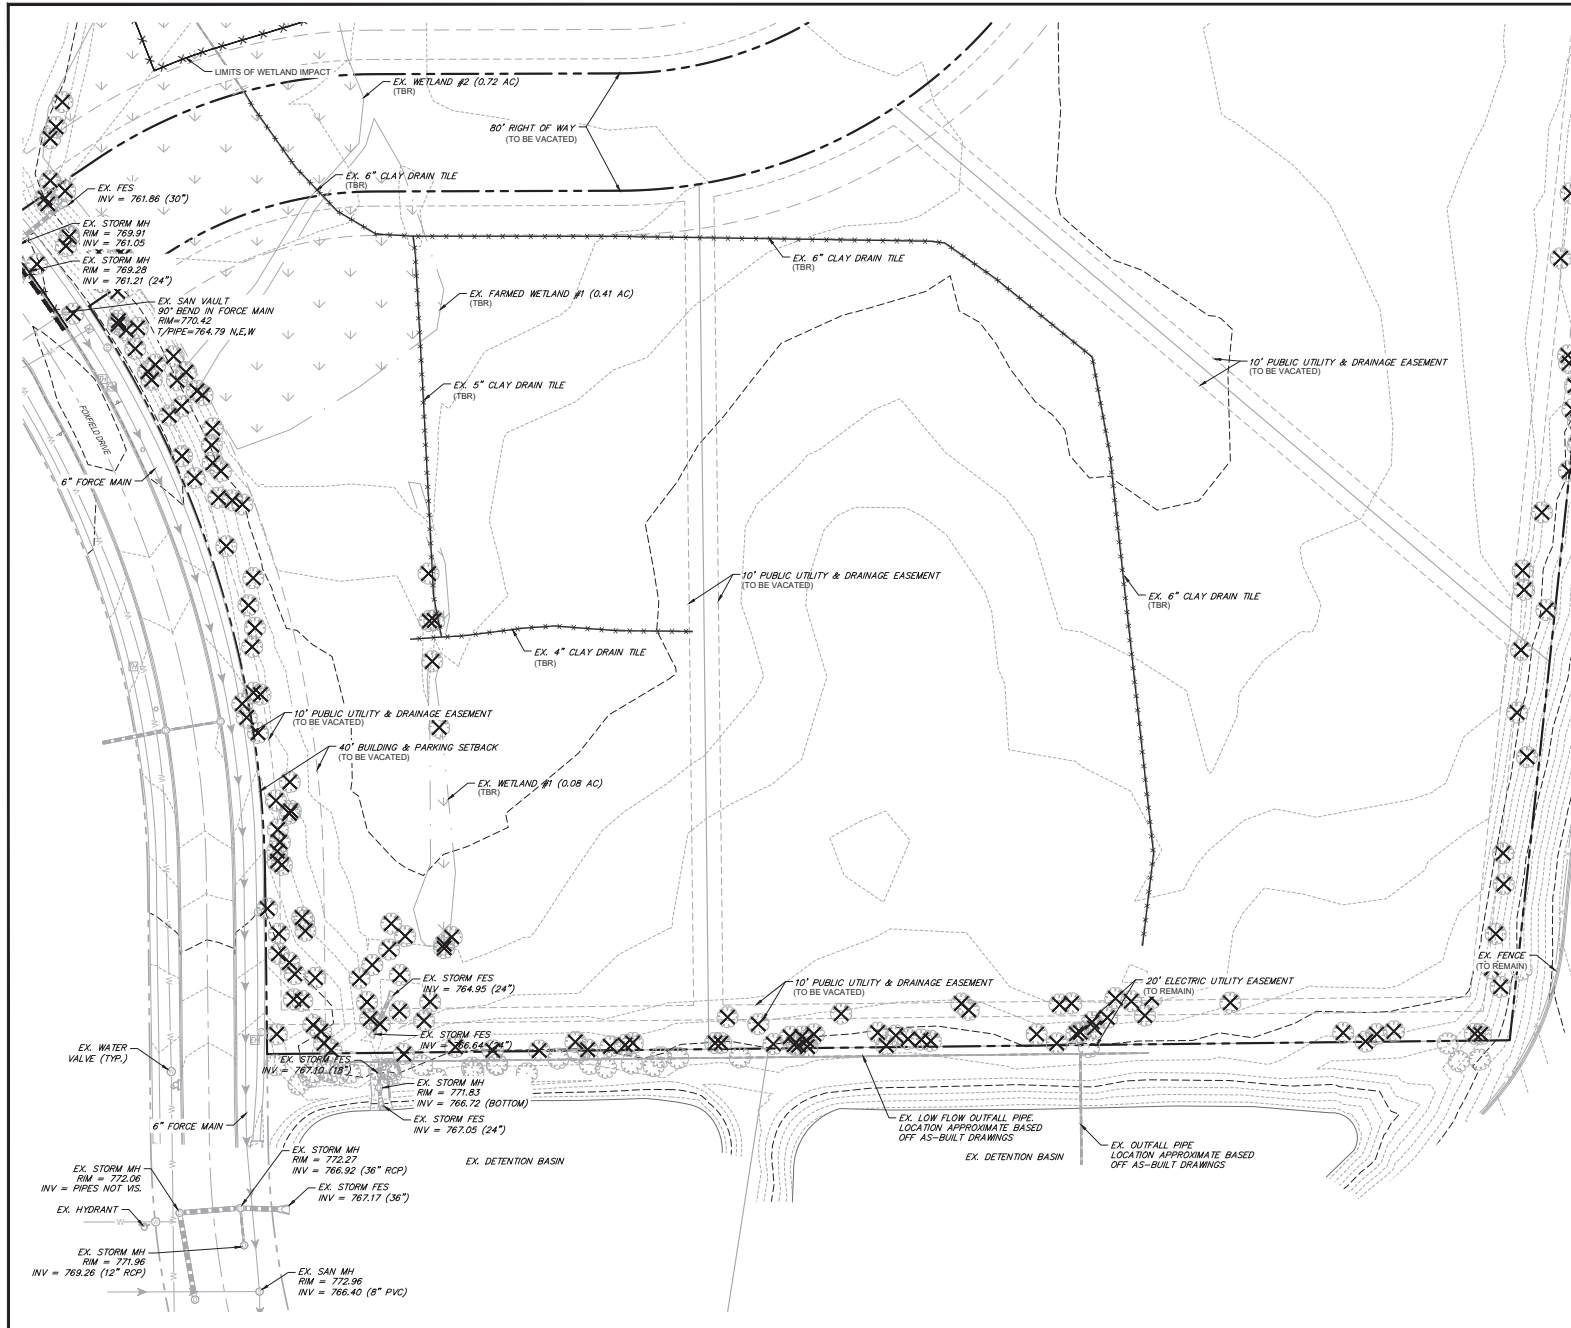 LIMITS OF WETLAND IMPACT
EX. WETLAND #2 (0.72 AC)
(TBR)
80' RIGHT OF WAY
(TO BE VACATED)
EX. 6" CLAY DRAIN TILE
(TBR)
EX. FES
INV = 761.86 (30")
EX. STORM MH
RIM = 769.91
INV = 761.05
EX. STORM MH
RIM = 769.28
INV = 761.21 (24")
EX. 6" CLAY DRAIN TILE
(TBR)
EX. SAN VAULT
90° BEND IN FORCE MAIN
RIM=770.42
T/PIPE=764.79 N,E,W
EX. FARMED WETLAND #1 (0.41 AC)
(TBR)
10' PUBLIC UTILITY & DRAINAGE EASEMENT
(TO BE VACATED)
EX. 5" CLAY DRAIN TILE
(TBR)
FOXFIELD DRIVE
6" FORCE MAIN
10' PUBLIC UTILITY & DRAINAGE EASEMENT
(TO BE VACATED)
EX. 6" CLAY DRAIN TILE
(TBR)
EX. 4" CLAY DRAIN TILE
(TBR)
10' PUBLIC UTILITY & DRAINAGE EASEMENT
(TO BE VACATED)
40' BUILDING & PARKING SETBACK
(TO BE VACATED)
EX. WETLAND #1 (0.08 AC)
(TBR)
EX. FENCE
(TO REMAIN)
EX. STORM FES
INV = 764.95 (24")
10' PUBLIC UTILITY & DRAINAGE EASEMENT
(TO BE VACATED)
20' ELECTRIC UTILITY EASEMENT
(TO REMAIN)
EX. STORM FES
INV = 766.64 (24")
EX. WATER
VALVE (TYP.)
EX. STORM FES
INV = 767.10 (18")
EX. STORM MH
RIM = 771.83
INV = 766.72 (BOTTOM)
EX. STORM FES
INV = 767.05 (24")
6" FORCE MAIN
EX. LOW FLOW OUTFALL PIPE.
LOCATION APPROXIMATE BASED
OFF AS-BUILT DRAWINGS
EX. OUTFALL PIPE
LOCATION APPROXIMATE BASED
OFF AS-BUILT DRAWINGS
EX. DETENTION BASIN
EX. DETENTION BASIN
EX. STORM MH
RIM = 772.27
INV = 766.92 (36" RCP)
EX. STORM MH
RIM = 772.06
INV = PIPES NOT VIS.
EX. STORM FES
INV = 767.17 (36")
EX. HYDRANT
EX. STORM MH
RIM = 771.96
INV = 769.26 (12" RCP)
EX. SAN MH
RIM = 772.96
INV = 766.40 (8" PVC)